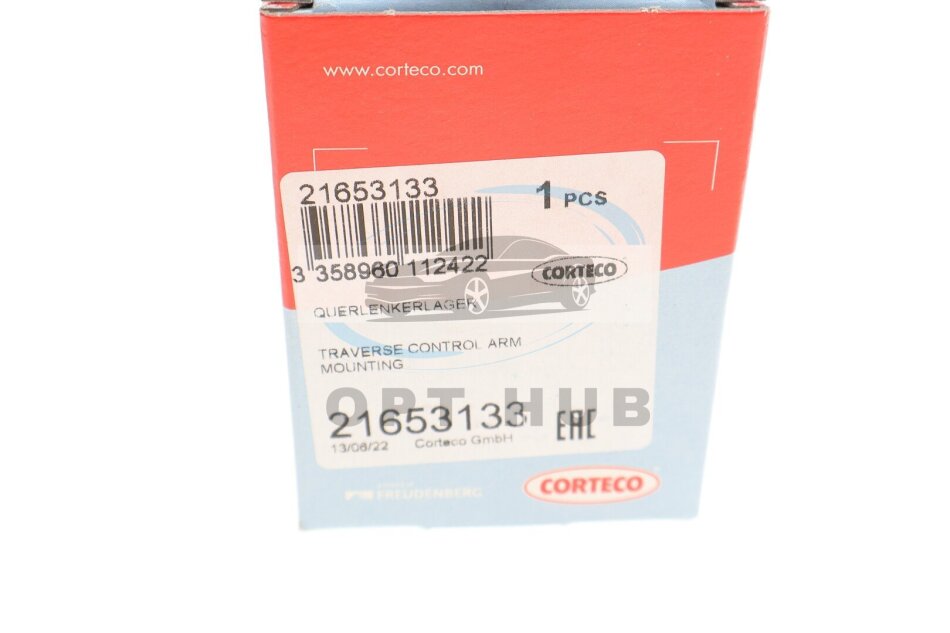 www.corteco.com
21653133
1 PCS
3 358960 112422
CORTECO
QUERLENKERLAGER
TRAVERSE CONTROL ARM
MOUNTING
OPT HUB
21653133
EAC
13/06/22 Corteco GmbH
FREUDENBERG
CORTECO